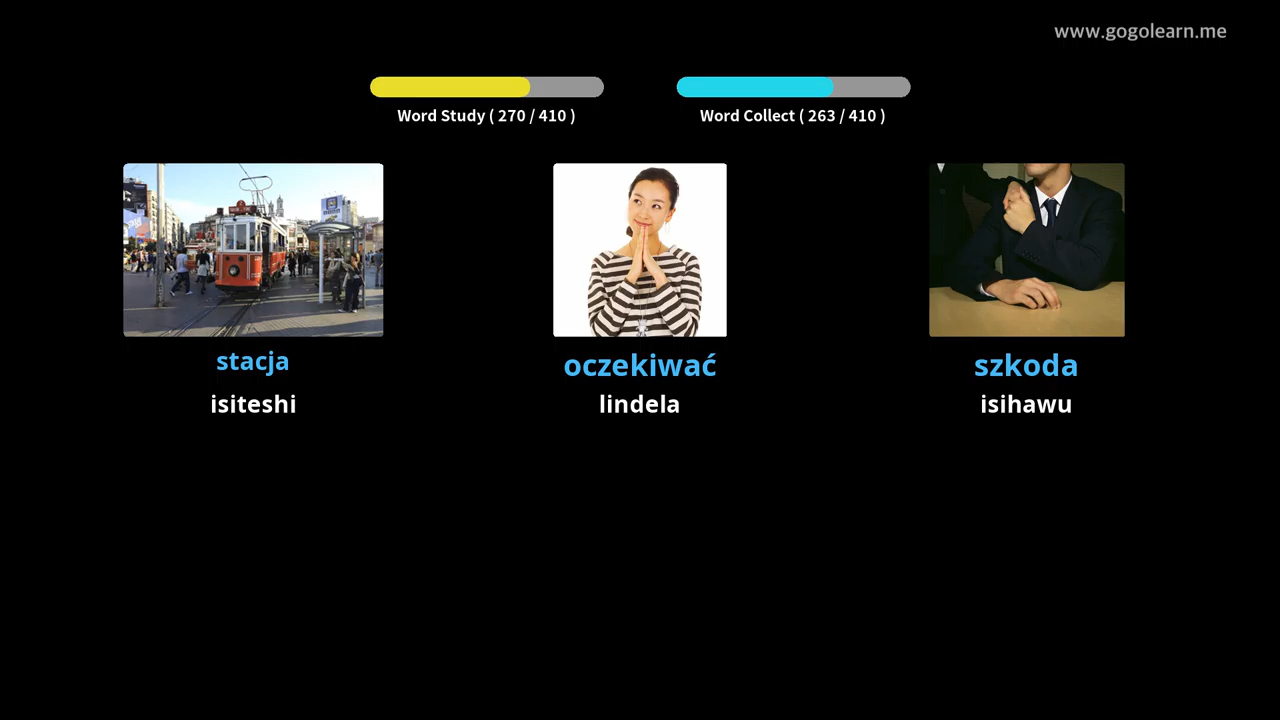 www.gogolearn.me
Word Study ( 270 / 410 )
Word Collect ( 263 / 410 )
stacja
oczekiwać
szkoda
isiteshi
lindela
isihawu